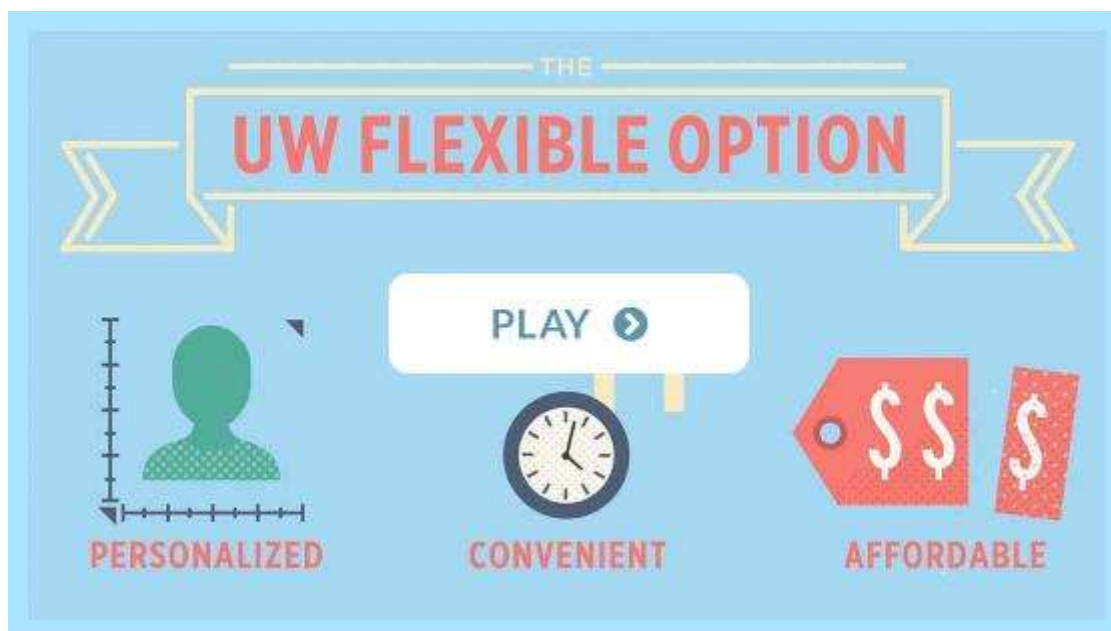 THE
UW FLEXIBLE OPTION
PLAY
$ $ $
PERSONALIZED CONVENIENT AFFORDABLE